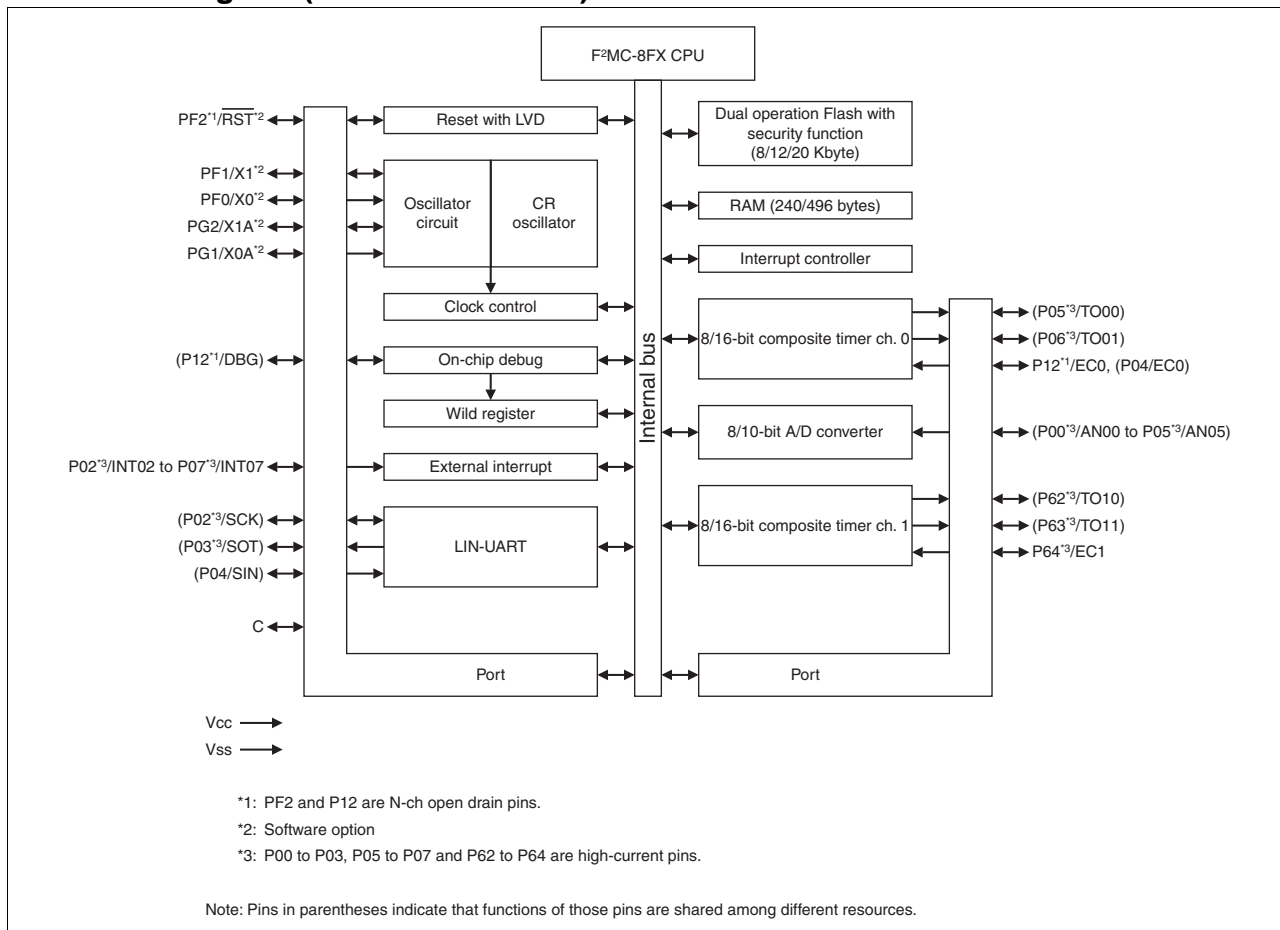 F²MC-8FX CPU
PF2*1/RST*2
Reset with LVD
Dual operation Flash with
security function
(8/12/20 Kbyte)
PF1/X1*2
PF0/X0*2
PG2/X1A*2
PG1/X0A*2
Oscillator
circuit
CR
oscillator
RAM (240/496 bytes)
Interrupt controller
Clock control
Internal bus
8/16-bit composite timer ch. 0
(P05*3/TO00)
(P06*3/TO01)
P12*1/EC0, (P04/EC0)
(P12*1/DBG)
On-chip debug
Wild register
8/10-bit A/D converter
(P00*3/AN00 to P05*3/AN05)
P02*3/INT02 to P07*3/INT07
External interrupt
(P02*3/SCK)
(P03*3/SOT)
(P04/SIN)
LIN-UART
8/16-bit composite timer ch. 1
(P62*3/TO10)
(P63*3/TO11)
P64*3/EC1
C
Port
Port
Vcc
Vss
*1: PF2 and P12 are N-ch open drain pins.
*2: Software option
*3: P00 to P03, P05 to P07 and P62 to P64 are high-current pins.
Note: Pins in parentheses indicate that functions of those pins are shared among different resources.